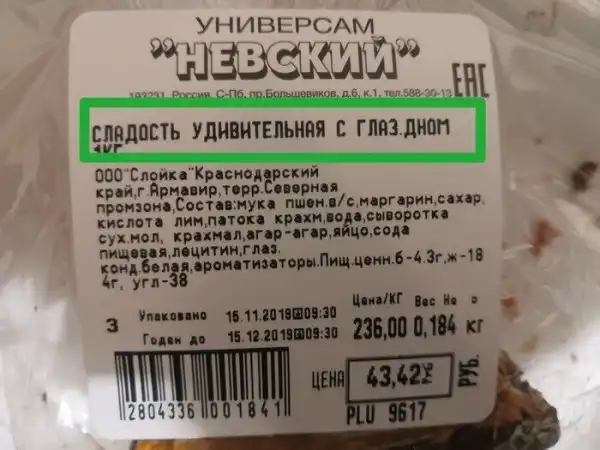 УНИВЕРСАМ
"НЕВСКИЙ"
193231, Россия, С-Пб, пр.Большевиков, д.6, к.1, тел.588-30-13
EAC
СЛАДОСТЬ УДИВИТЕЛЬНАЯ С ГЛАЗ.ДНОМ
1КГ
ООО"Слойка"Краснодарский
край,г.Армавир,терр.Северная
промзона,Состав:мука пшен.в/с,маргарин,сахар,
кислота лим,патока крахм,вода,сыворотка
сух.мол, крахмал,агар-агар,яйцо,сода
пищевая,лецитин,глаз.
конд.белая,ароматизаторы.Пищ.ценн.б-4.3г,ж-18
4г, угл-38
Цена/КГ Вес Не
3 Упаковано 15.11.2019 09:30
Годен до 15.12.2019 09:30
236,00 0,184 кг
ЦЕНА 43,42 РУБ.
2804336 001841
PLU 9617